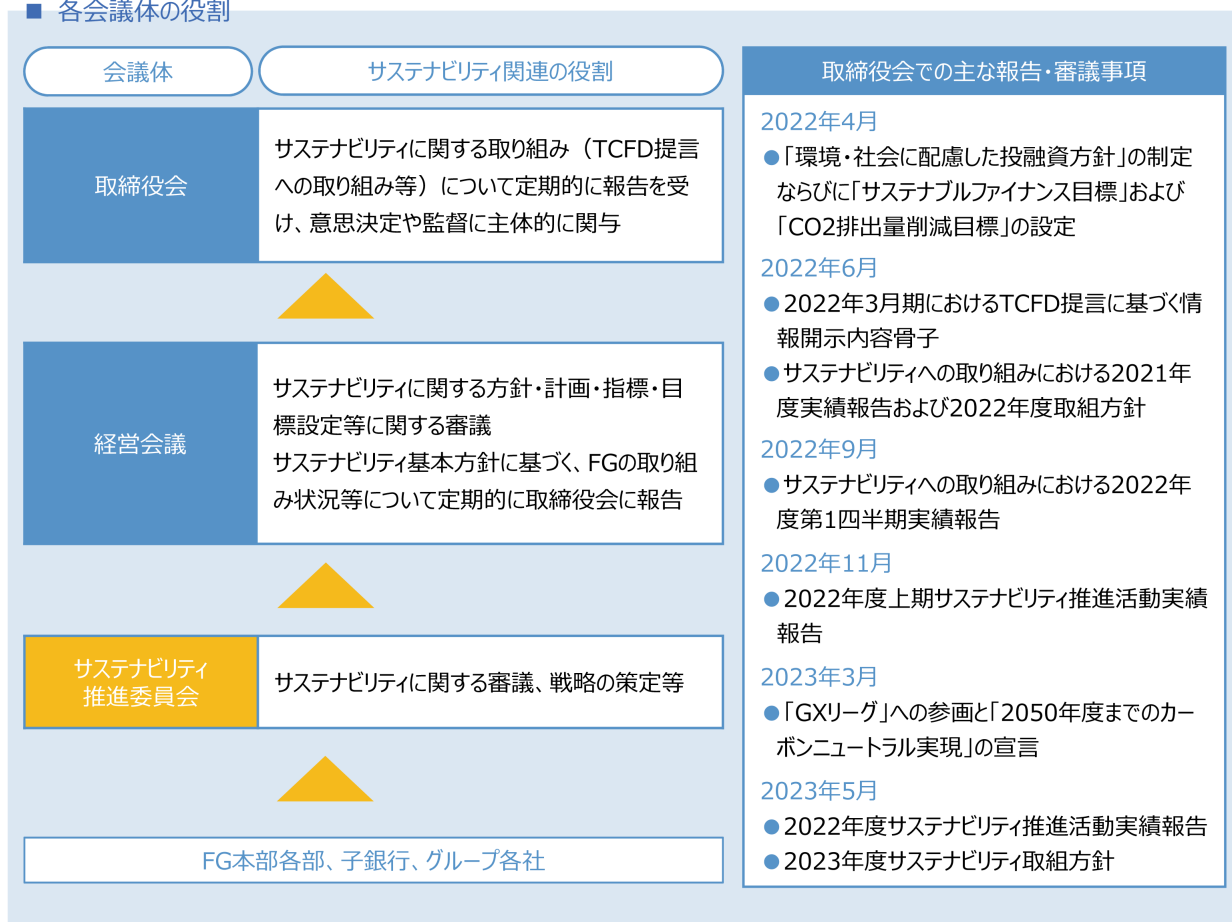 ■ 各会議体の役割
会議体
サステナビリティ関連の役割
取締役会
サステナビリティに関する取り組み（TCFD提言
への取り組み等）について定期的に報告を受
け、意思決定や監督に主体的に関与
経営会議
サステナビリティに関する方針・計画・指標・目
標設定等に関する審議
サステナビリティ基本方針に基づく、FGの取り組
み状況等について定期的に取締役会に報告
サステナビリティ
推進委員会
サステナビリティに関する審議、戦略の策定等
FG本部各部、子銀行、グループ各社
取締役会での主な報告・審議事項
2022年4月
●「環境・社会に配慮した投融資方針」の制定
ならびに「サステナブルファイナンス目標」および
「CO2排出量削減目標」の設定
2022年6月
●2022年3月期におけるTCFD提言に基づく情
報開示内容骨子
●サステナビリティへの取り組みにおける2021年
度実績報告および2022年度取組方針
2022年9月
●サステナビリティへの取り組みにおける2022年
度第1四半期実績報告
2022年11月
●2022年度上期サステナビリティ推進活動実績
報告
2023年3月
●「GXリーグ」への参画と「2050年度までのカー
ボンニュートラル実現」の宣言
2023年5月
●2022年度サステナビリティ推進活動実績報告
●2023年度サステナビリティ取組方針